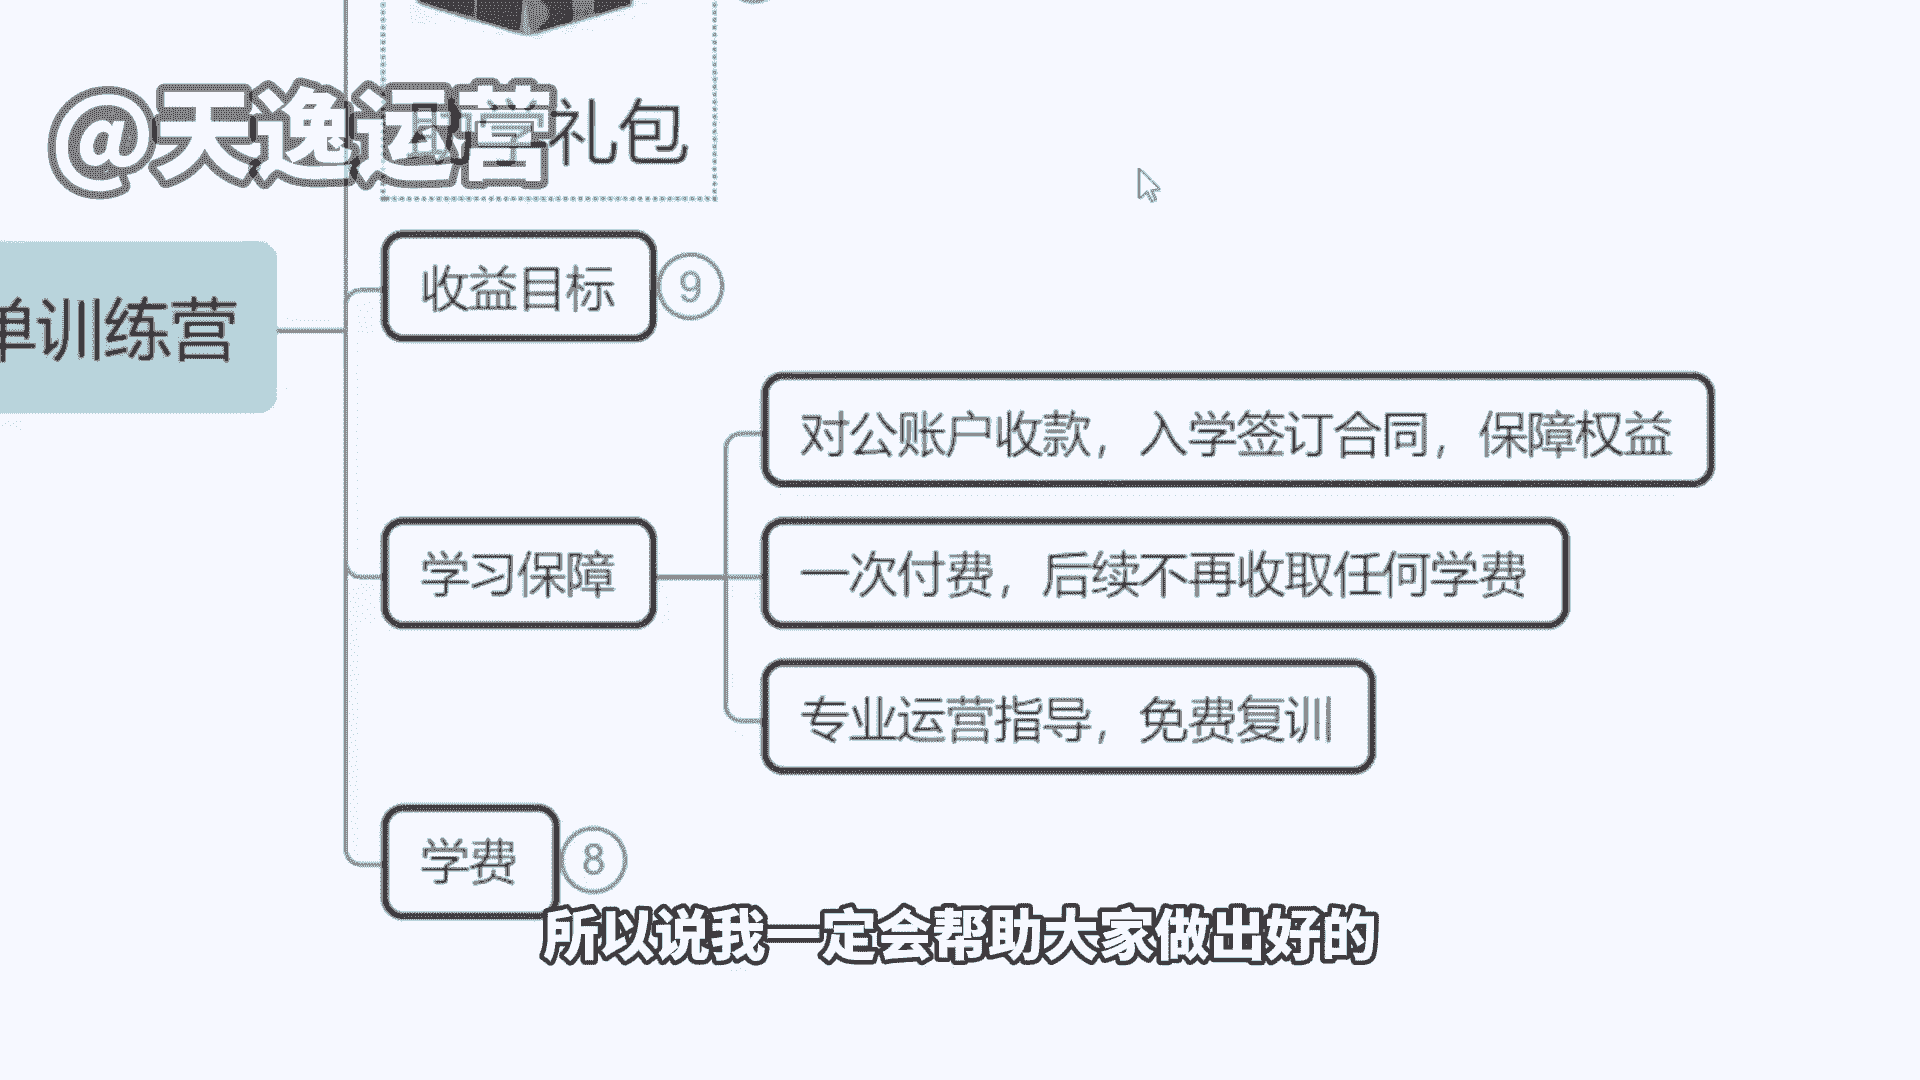 @天逸运营
助学礼包
收益目标
9
单训练营
对公账户收款，入学签订合同，保障权益
学习保障
一次付费，后续不再收取任何学费
专业运营指导，免费复训
学费
8
所以说我一定会帮助大家做出好的